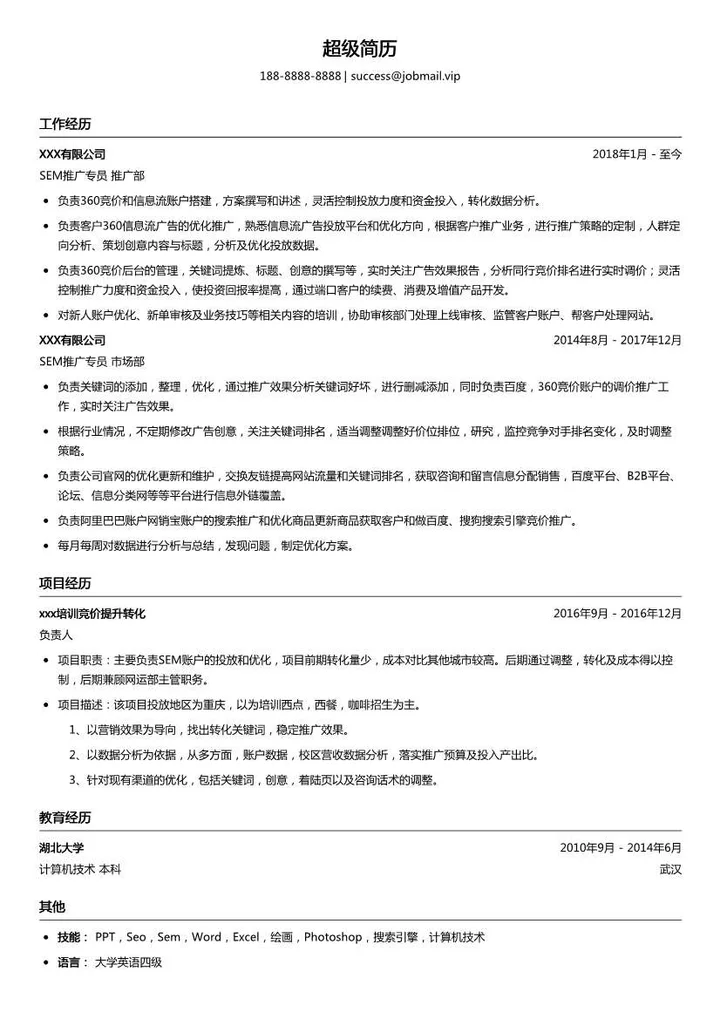 超级简历
188-8888-8888 | success@jobmail.vip
工作经历
XXX有限公司 2018年1月 - 至今
SEM推广专员 推广部
• 负责360竞价和信息流账户搭建，方案撰写和讲述，灵活控制投放力度和资金投入，转化数据分析。
• 负责客户360信息流广告的优化推广，熟悉信息流广告投放平台和优化方向，根据客户推广业务，进行推广策略的定制，人群定
向分析、策划创意内容与标题，分析及优化投放数据。
• 负责360竞价后台的管理，关键词提炼、标题、创意的撰写等，实时关注广告效果报告，分析同行竞价排名进行实时调价；灵活
控制推广力度和资金投入，使投资回报率提高，通过端口客户的续费、消费及增值产品开发。
• 对新人账户优化、新单审核及业务技巧等相关内容的培训，协助审核部门处理上线审核、监管客户账户、帮客户处理网站。
XXX有限公司 2014年8月 - 2017年12月
SEM推广专员 市场部
• 负责关键词的添加，整理，优化，通过推广效果分析关键词好坏，进行删减添加，同时负责百度，360竞价账户的调价推广工
作，实时关注广告效果。
• 根据行业情况，不定期修改广告创意，关注关键词排名，适当调整调整好价位排位，研究，监控竞争对手排名变化，及时调整
策略。
• 负责公司官网的优化更新和维护，交换友链提高网站流量和关键词排名，获取咨询和留言信息分配销售，百度平台、B2B平台、
论坛、信息分类网等等平台进行信息外链覆盖。
• 负责阿里巴巴账户网销宝账户的搜索推广和优化商品更新商品获取客户和做百度、搜狗搜索引擎竞价推广。
• 每月每周对数据进行分析与总结，发现问题，制定优化方案。
项目经历
xxx培训竞价提升转化 2016年9月 - 2016年12月
负责人
• 项目职责：主要负责SEM账户的投放和优化，项目前期转化量少，成本对比其他城市较高。后期通过调整，转化及成本得以控
制，后期兼顾网运部主管职务。
• 项目描述：该项目投放地区为重庆，以为培训西点，西餐，咖啡招生为主。
1、以营销效果为导向，找出转化关键词，稳定推广效果。
2、以数据分析为依据，从多方面，账户数据，校区营收数据分析，落实推广预算及投入产出比。
3、针对现有渠道的优化，包括关键词，创意，着陆页以及咨询话术的调整。
教育经历
湖北大学 2010年9月 - 2014年6月
计算机技术 本科 武汉
其他
• 技能： PPT，Seo，Sem，Word，Excel，绘画，Photoshop，搜索引擎，计算机技术
• 语言： 大学英语四级